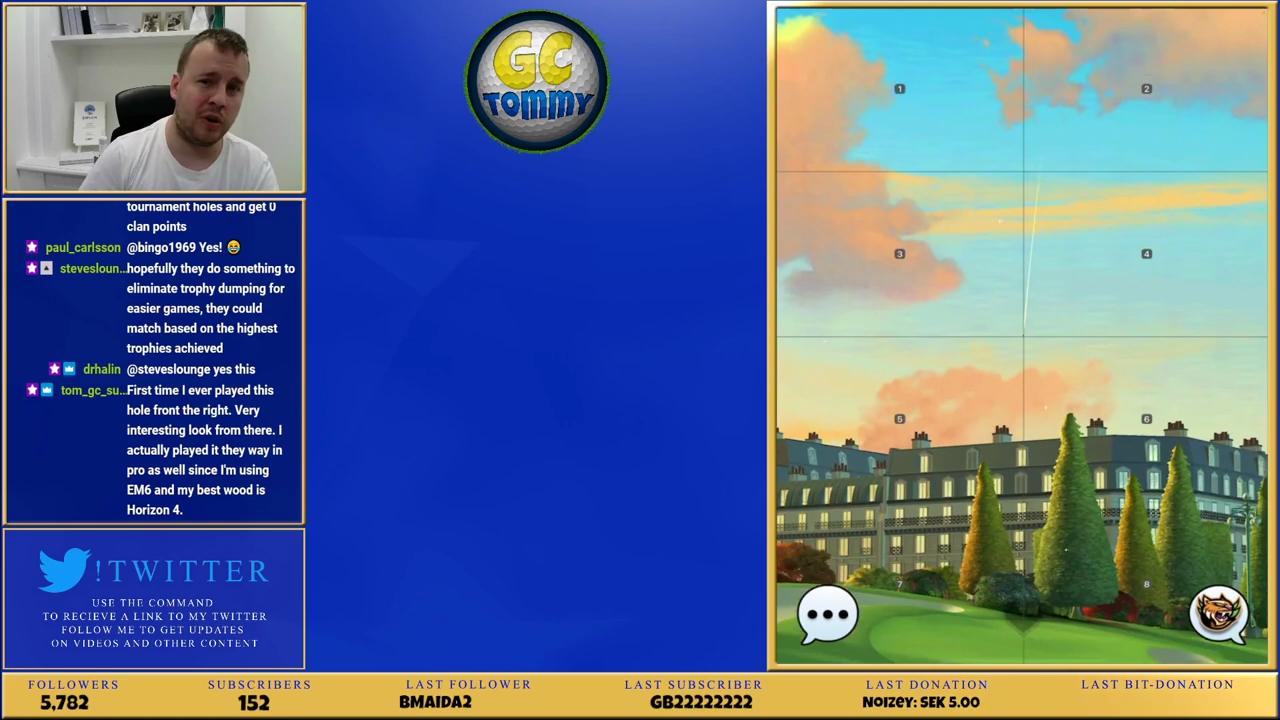 GC
TOMMY
1
2
3
4
5
6
7
8
tournament holes and get 0
clan points
paul_carlsson @bingo1969 Yes! 😂
stevesloun... hopefully they do something to
eliminate trophy dumping for
easier games, they could
match based on the highest
trophies achieved
drhalin @steveslounge yes this
tom_gc_su... First time I ever played this
hole front the right. Very
interesting look from there. I
actually played it they way in
pro as well since I'm using
EM6 and my best wood is
Horizon 4.
!TWITTER
USE THE COMMAND
TO RECIEVE A LINK TO MY TWITTER
FOLLOW ME TO GET UPDATES
ON VIDEOS AND OTHER CONTENT
FOLLOWERS
5,782
SUBSCRIBERS
152
LAST FOLLOWER
BMAIDA2
LAST SUBSCRIBER
GB22222222
LAST DONATION
Noizey: SEK 5.00
LAST BIT-DONATION